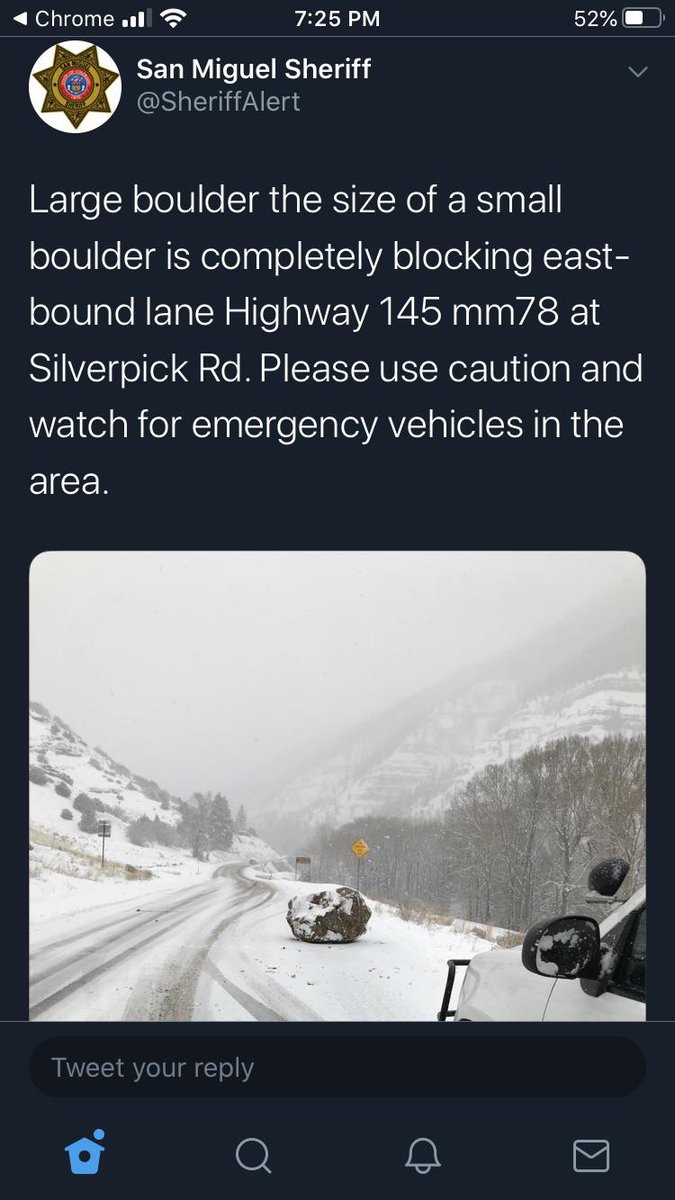 Chrome 7:25 PM 52%
San Miguel Sheriff
@SheriffAlert
Large boulder the size of a small
boulder is completely blocking east-
bound lane Highway 145 mm78 at
Silverpick Rd. Please use caution and
watch for emergency vehicles in the
area.
Tweet your reply